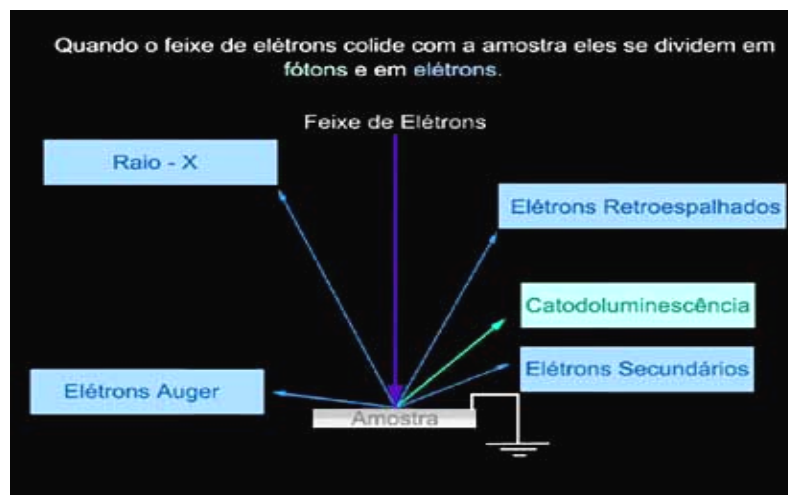 Quando o feixe de elétrons colide com a amostra eles se dividem em
fótons e em elétrons.
Feixe de Elétrons
Raio - X
Elétrons Retroespalhados
Catodoluminescência
Elétrons Secundários
Elétrons Auger
Amostra